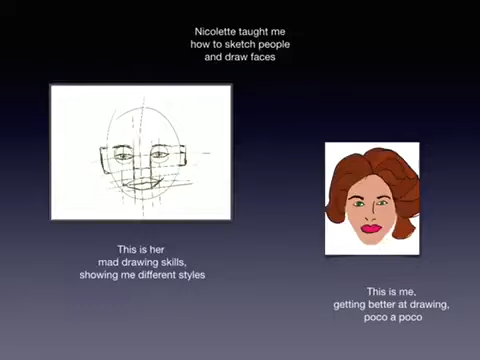 Nicolette taught me
how to sketch people
and draw faces
This is her
mad drawing skills,
showing me different styles
This is me,
getting better at drawing,
poco a poco